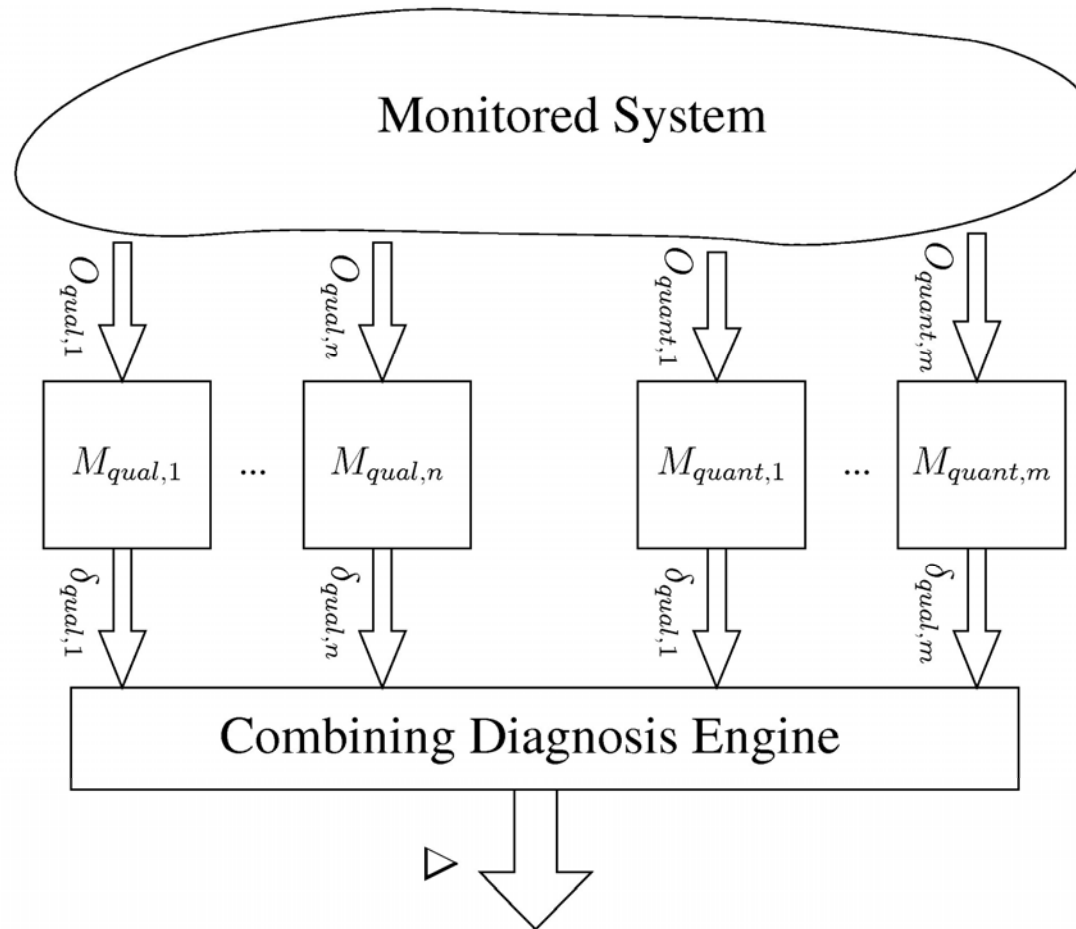 Monitored System
O_{qual,1}
O_{qual,n}
O_{quant,1}
O_{quant,m}
M_{qual,1}
...
M_{qual,n}
M_{quant,1}
...
M_{quant,m}
δ_{qual,1}
δ_{qual,n}
δ_{qual,1}
δ_{qual,m}
Combining Diagnosis Engine
Δ